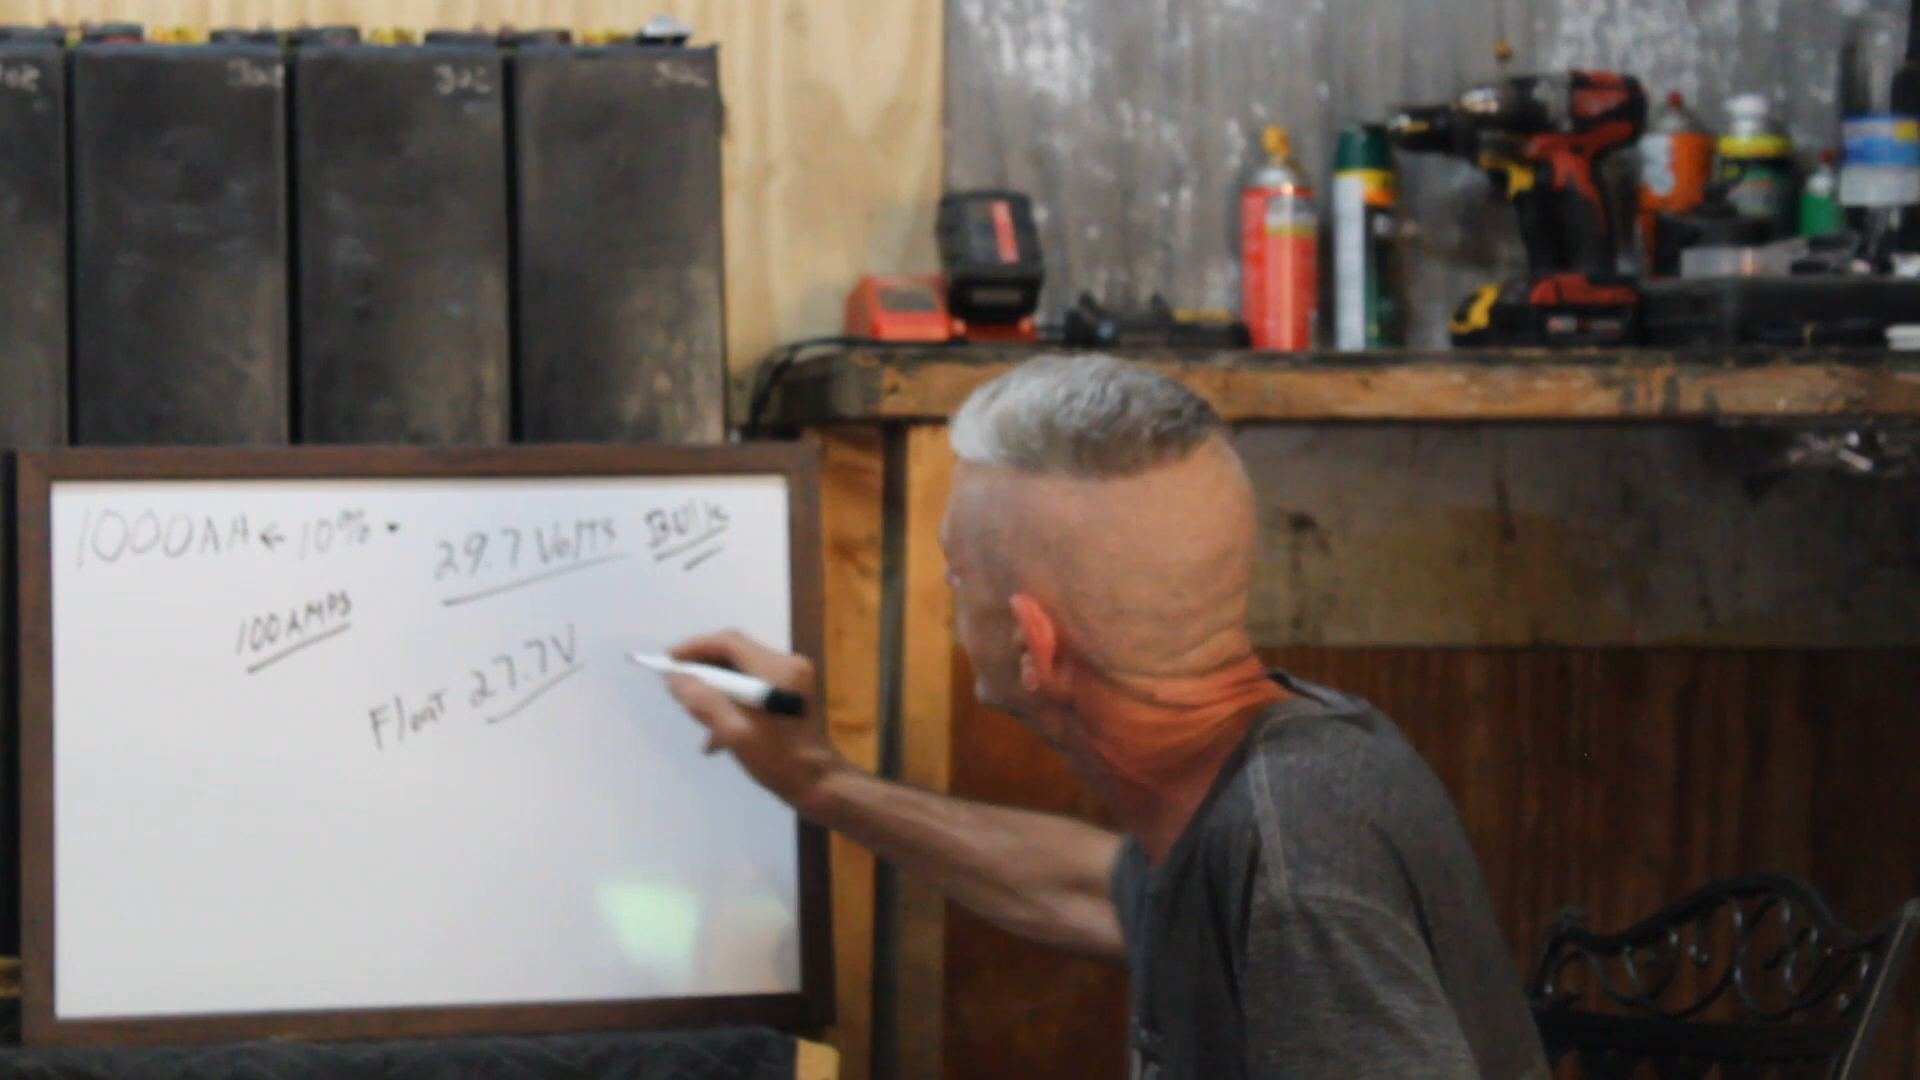 1000AH ← 10% •
29.7 Volts Bulk
100 AMPS
Float 27.7V